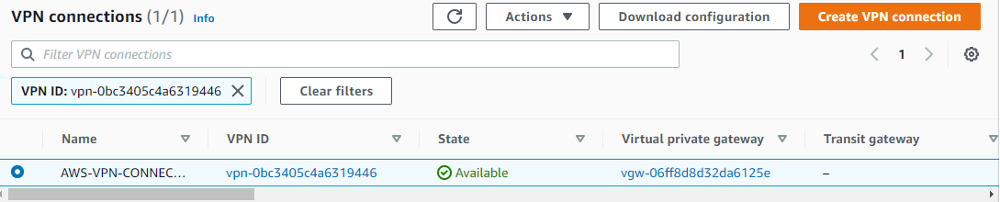 VPN connections (1/1) Info
Actions Download configuration Create VPN connection
Filter VPN connections
1
VPN ID: vpn-0bc3405c4a6319446
Clear filters
Name VPN ID State Virtual private gateway Transit gateway
AWS-VPN-CONNEC... vpn-0bc3405c4a6319446 Available vgw-06ff8d8d32da6125e –